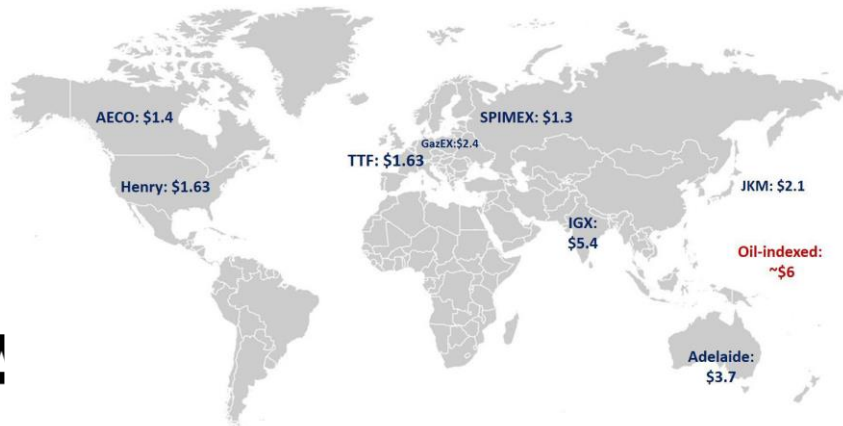 AECO: $1.4
SPIMEX: $1.3
GazEX:$2.4
TTF: $1.63
Henry: $1.63
JKM: $2.1
IGX:
$5.4
Oil-indexed:
~$6
Adelaide:
$3.7